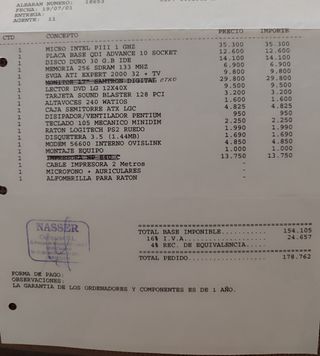 ALBARAN NUMERO: 18653
FECHA: 19/07/01
ENTREGA:
AGENTE: 11
CTD CONCEPTO PRECIO IMPORTE
1 MICRO INTEL PIII 1 GHZ 35.300 35.300
1 PLACA BASE QDI ADVANCE 10 SOCKET 12.600 12.600
1 DISCO DURO 30 G.B IDE 14.100 14.100
1 MEMORIA 256 SDRAM 133 MHZ 6.900 6.900
1 SVGA ATI EXPERT 2000 32 + TV 9.800 9.800
1 MONITOR 17" SAMTRON DIGITAL 29.800 29.800
1 LECTOR DVD LG 12X40X 9.500 9.500
1 TARJETA SOUND BLASTER 128 PCI 3.200 3.200
1 ALTAVOCES 240 WATIOS 1.600 1.600
1 CAJA SEMITORRE ATX LGC 4.825 4.825
1 DISIPADOR/VENTILADOR PENTIUM 950 950
1 TECLADO 105 MECANICO MINIDIM 2.250 2.250
1 RATON LOGITECH PS2 RUEDO 1.990 1.990
1 DISQUETERA 3.5 (1.44MB) 1.690 1.690
1 MODEM 56600 INTERNO OVISLINK 4.850 4.850
1 MONTAJE EQUIPO 1.000 1.000
1 IMPRESORA HP 840 C 13.750 13.750
1 CABLE IMPRESORA 2 Metros -
1 MICROFONO + AURICULARES -
1 ALFOMBRILLA PARA RATON -
NASSER
TOTAL BASE IMPONIBLE 154.105
16% I.V.A. 24.657
4% REC. DE EQUIVALENCIA
TOTAL PEDIDO 178.762
FORMA DE PAGO:
OBSERVACIONES:
LA GARANTIA DE LOS ORDENADORES Y COMPONENTES ES DE 1 AÑO.